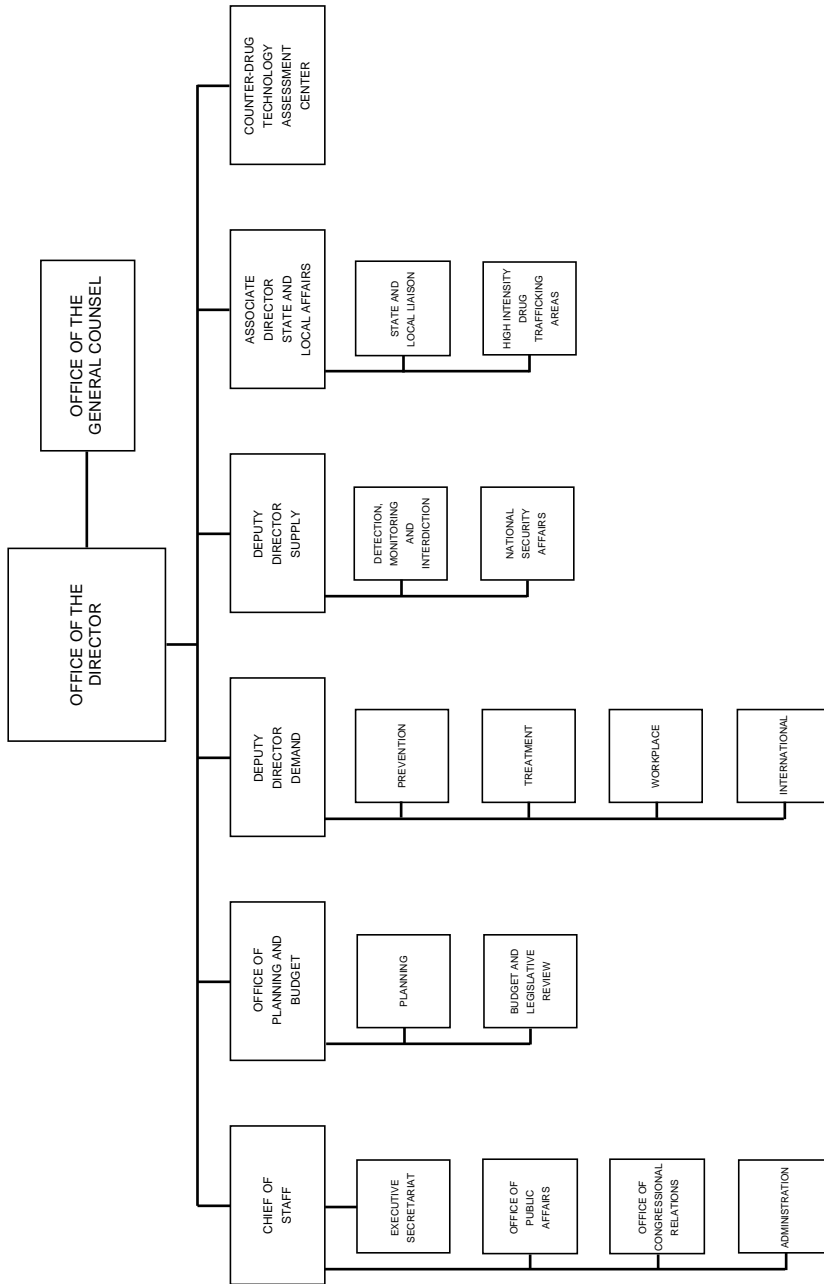 OFFICE OF THE
DIRECTOR
OFFICE OF THE
GENERAL COUNSEL
CHIEF OF
STAFF
EXECUTIVE
SECRETARIAT
OFFICE OF
PUBLIC
AFFAIRS
OFFICE OF
CONGRESSIONAL
RELATIONS
ADMINISTRATION
OFFICE OF
PLANNING AND
BUDGET
PLANNING
BUDGET AND
LEGISLATIVE
REVIEW
DEPUTY
DIRECTOR
DEMAND
PREVENTION
TREATMENT
WORKPLACE
INTERNATIONAL
DEPUTY
DIRECTOR
SUPPLY
DETECTION,
MONITORING
AND
INTERDICTION
NATIONAL
SECURITY
AFFAIRS
ASSOCIATE
DIRECTOR
STATE AND
LOCAL AFFAIRS
STATE AND
LOCAL LIAISON
HIGH INTENSITY
DRUG
TRAFFICKING
AREAS
COUNTER-DRUG
TECHNOLOGY
ASSESSMENT
CENTER